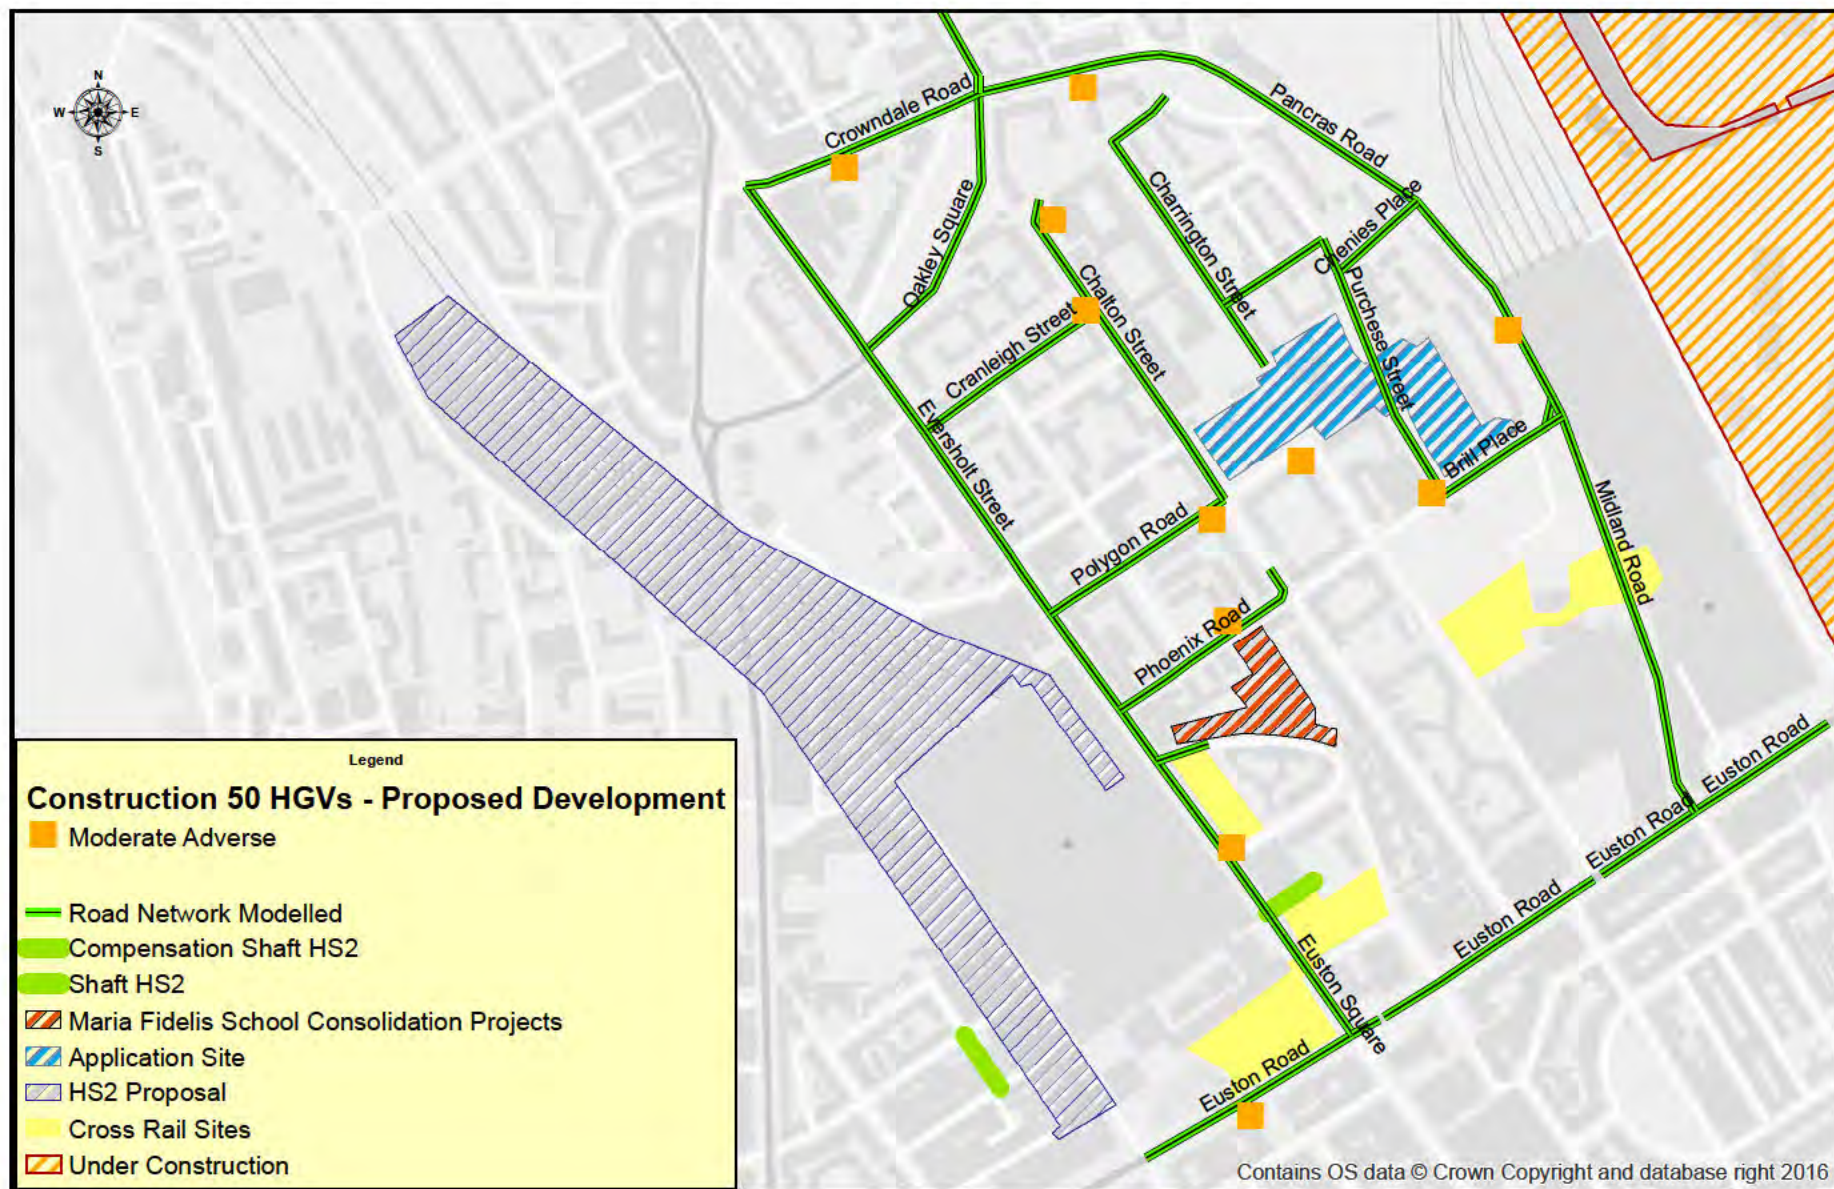 N
W E
S
Crowndale Road
Pancras Road
Oakley Square
Charrington Street
Chenies Place
Purchese Street
Chalton Street
Cranleigh Street
Eversholt Street
Brill Place
Polygon Road
Midland Road
Phoenix Road
Euston Road
Euston Road
Euston Road
Euston Square
Euston Road
Legend
Construction 50 HGVs - Proposed Development
Moderate Adverse
Road Network Modelled
Compensation Shaft HS2
Shaft HS2
Maria Fidelis School Consolidation Projects
Application Site
HS2 Proposal
Cross Rail Sites
Under Construction
Contains OS data © Crown Copyright and database right 2016